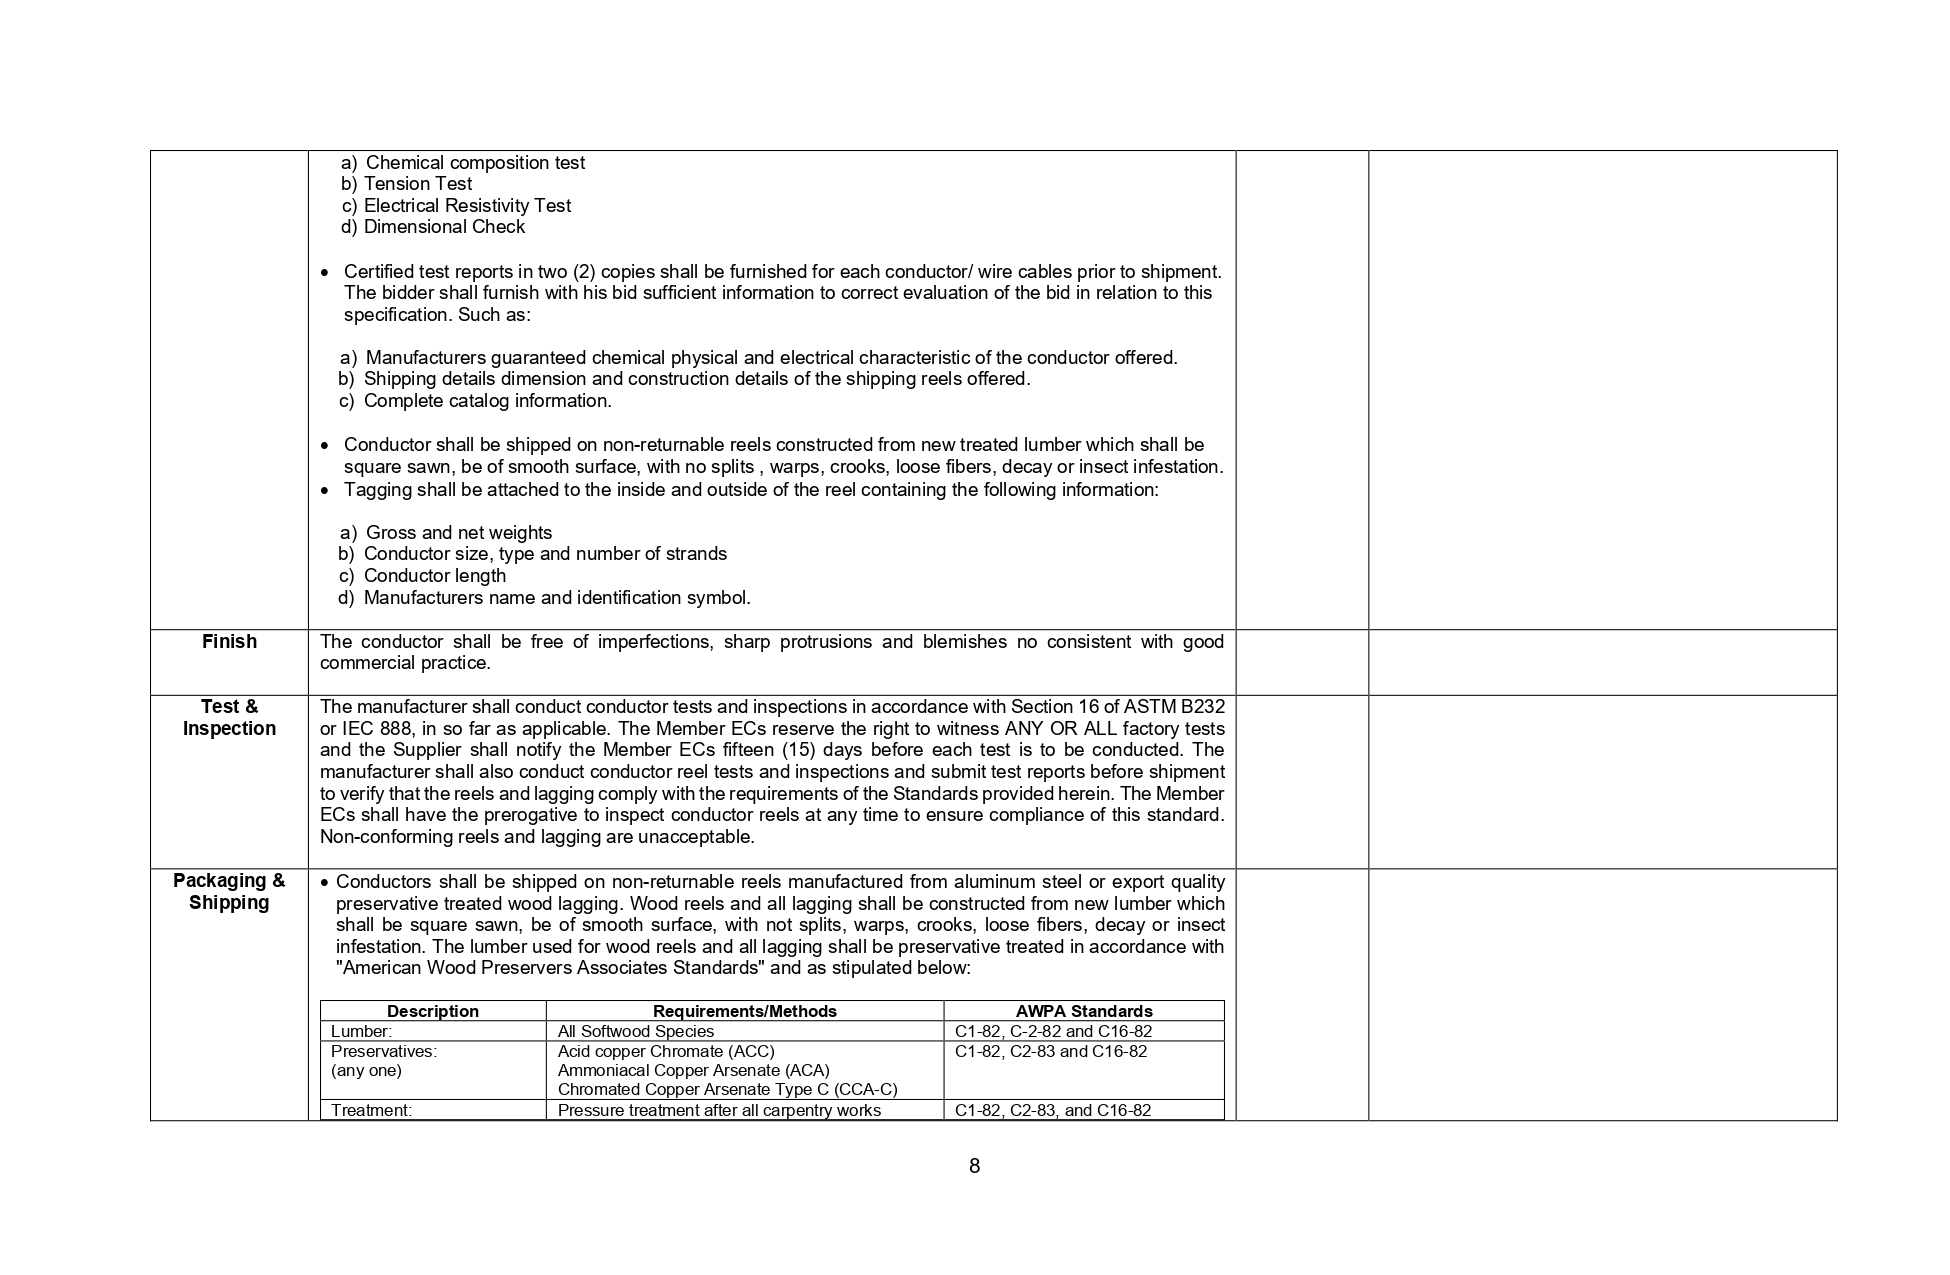 a) Chemical composition test
b) Tension Test
c) Electrical Resistivity Test
d) Dimensional Check
• Certified test reports in two (2) copies shall be furnished for each conductor/ wire cables prior to shipment.
The bidder shall furnish with his bid sufficient information to correct evaluation of the bid in relation to this
specification. Such as:
a) Manufacturers guaranteed chemical physical and electrical characteristic of the conductor offered.
b) Shipping details dimension and construction details of the shipping reels offered.
c) Complete catalog information.
• Conductor shall be shipped on non-returnable reels constructed from new treated lumber which shall be
square sawn, be of smooth surface, with no splits , warps, crooks, loose fibers, decay or insect infestation.
• Tagging shall be attached to the inside and outside of the reel containing the following information:
a) Gross and net weights
b) Conductor size, type and number of strands
c) Conductor length
d) Manufacturers name and identification symbol.
Finish
The conductor shall be free of imperfections, sharp protrusions and blemishes no consistent with good
commercial practice.
Test &
Inspection
The manufacturer shall conduct conductor tests and inspections in accordance with Section 16 of ASTM B232
or IEC 888, in so far as applicable. The Member ECs reserve the right to witness ANY OR ALL factory tests
and the Supplier shall notify the Member ECs fifteen (15) days before each test is to be conducted. The
manufacturer shall also conduct conductor reel tests and inspections and submit test reports before shipment
to verify that the reels and lagging comply with the requirements of the Standards provided herein. The Member
ECs shall have the prerogative to inspect conductor reels at any time to ensure compliance of this standard.
Non-conforming reels and lagging are unacceptable.
Packaging &
Shipping
• Conductors shall be shipped on non-returnable reels manufactured from aluminum steel or export quality
preservative treated wood lagging. Wood reels and all lagging shall be constructed from new lumber which
shall be square sawn, be of smooth surface, with not splits, warps, crooks, loose fibers, decay or insect
infestation. The lumber used for wood reels and all lagging shall be preservative treated in accordance with
"American Wood Preservers Associates Standards" and as stipulated below:
Description Requirements/Methods AWPA Standards
Lumber: All Softwood Species C1-82, C-2-82 and C16-82
Preservatives: Acid copper Chromate (ACC) C1-82, C2-83 and C16-82
(any one) Ammoniacal Copper Arsenate (ACA)
Chromated Copper Arsenate Type C (CCA-C)
Treatment: Pressure treatment after all carpentry works C1-82, C2-83, and C16-82
8